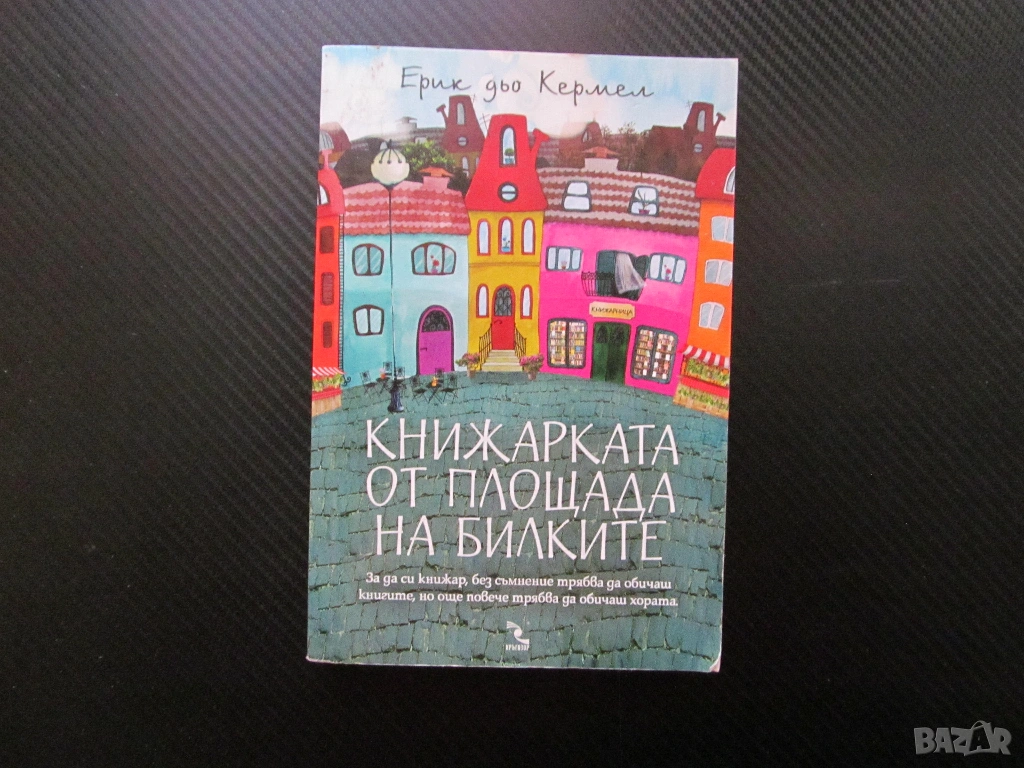 Ерик дьо Кермел
КНИЖАРНИЦА
КНИЖАРКАТА
ОТ ПЛОЩАДА
НА БИЛКИТЕ
За да си книжар, без съмнение трябва да обичаш
книгите, но още повече трябва да обичаш хората.
КРЪГОЗОР
BAZAR